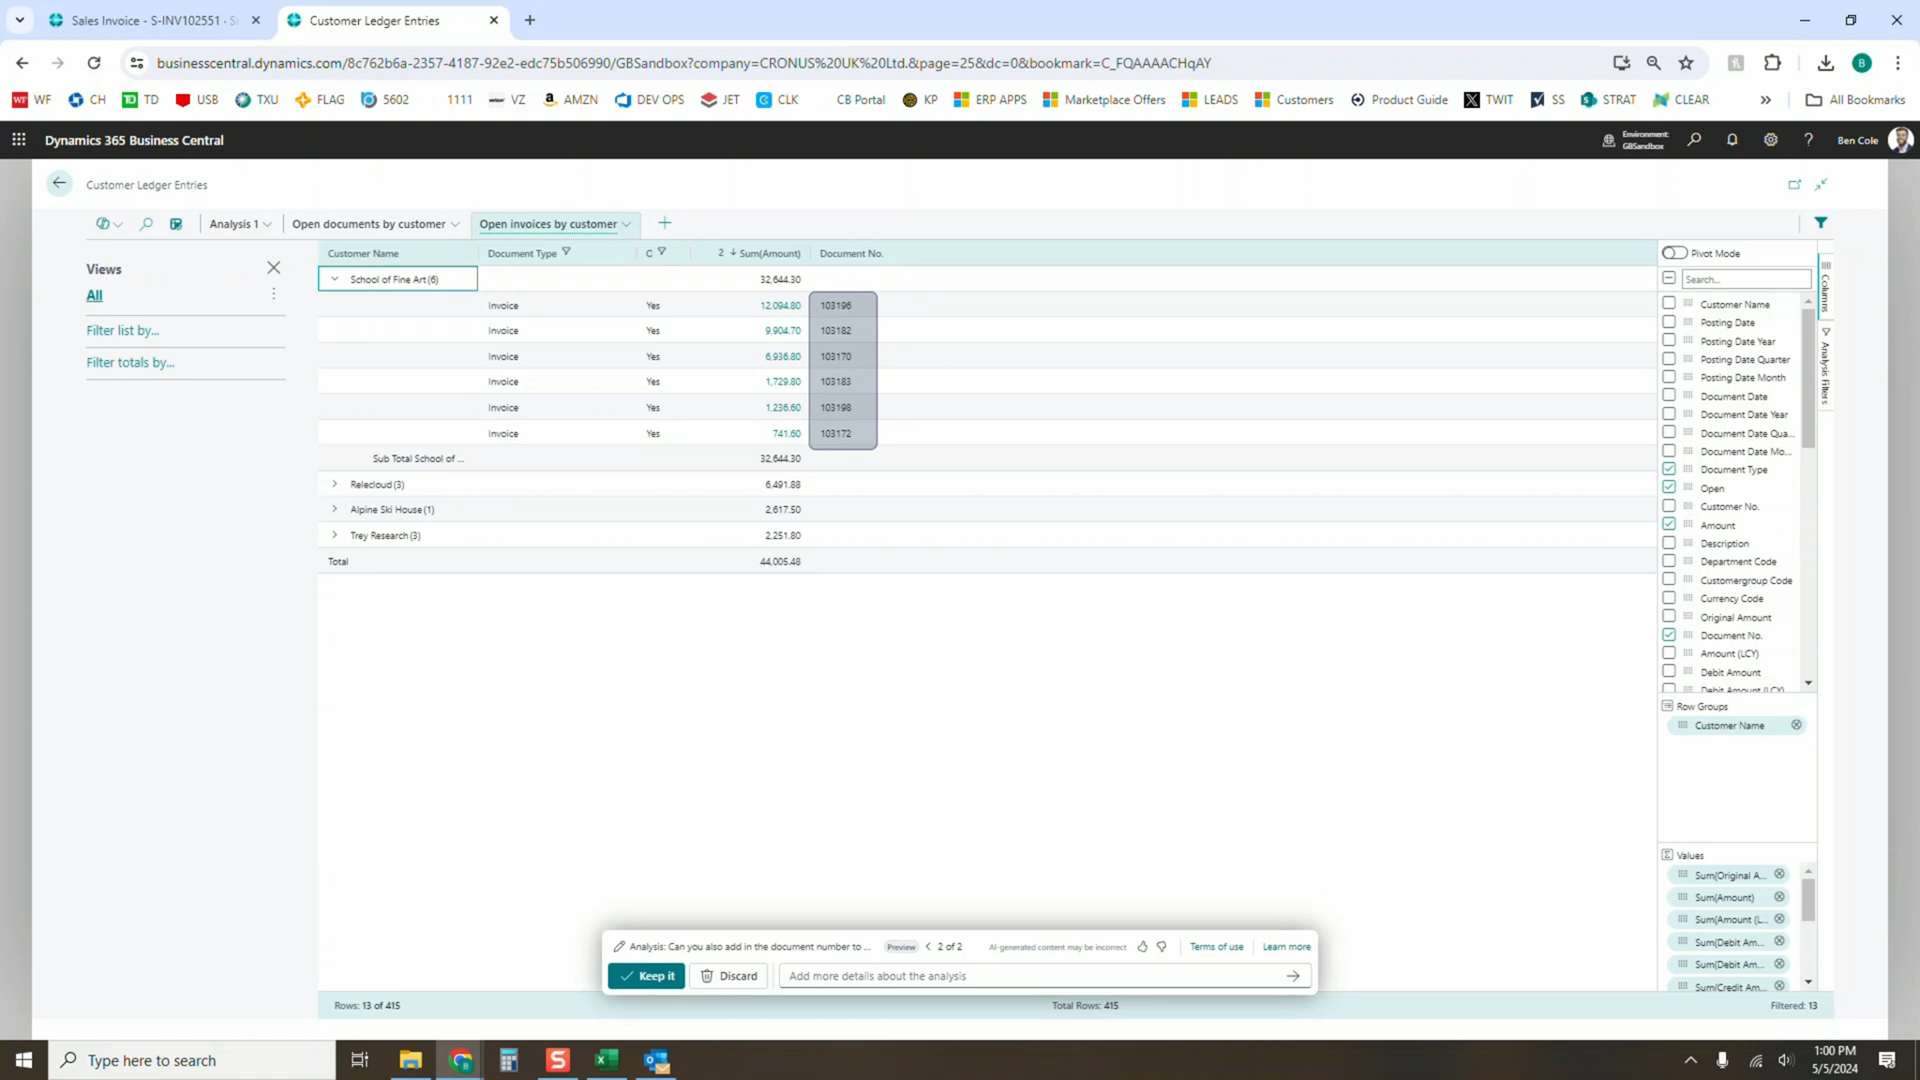 Sales Invoice - S-INV102551 · S
Customer Ledger Entries
businesscentral.dynamics.com/8c762b6a-2357-4187-92e2-edc75b506990/GBSandbox?company=CRONUS%20UK%20Ltd.&page=25&dc=0&bookmark=C_FQAAAACHqAY
B
WF CH TD USB TXU FLAG 5602 1111 VZ AMZN DEV OPS JET CLK CB Portal KP ERP APPS Marketplace Offers LEADS Customers Product Guide TWIT SS STRAT CLEAR » All Bookmarks
Dynamics 365 Business Central
Environment:
GBSandbox
? Ben Cole
Customer Ledger Entries
Analysis 1 Open documents by customer Open invoices by customer +
Views
All
Filter list by...
Filter totals by...
Customer Name Document Type O 2 ↓ Sum(Amount) Document No.
School of Fine Art (6) 32,644.30
Invoice Yes 12,094.80 103196
Invoice Yes 9,904.70 103182
Invoice Yes 6,936.80 103170
Invoice Yes 1,729.80 103183
Invoice Yes 1,236.60 103198
Invoice Yes 741.60 103172
Sub Total School of ... 32,644.30
Relecloud (3) 6,491.88
Alpine Ski House (1) 2,617.50
Trey Research (3) 2,251.80
Total 44,005.48
Pivot Mode
Search...
Customer Name
Posting Date
Posting Date Year
Posting Date Quarter
Posting Date Month
Document Date
Document Date Year
Document Date Qua...
Document Date Mo...
Document Type
Open
Customer No.
Amount
Description
Department Code
Customergroup Code
Currency Code
Original Amount
Document No.
Amount (LCY)
Debit Amount
Debit Amount (LCY)
Columns
Analysis Filters
Row Groups
Customer Name
Values
Sum(Original A...
Sum(Amount)
Sum(Amount (L...
Sum(Debit Am...
Sum(Debit Am...
Sum(Credit Am...
Analysis: Can you also add in the document number to ... Preview 2 of 2 AI-generated content may be incorrect Terms of use Learn more
Keep it Discard Add more details about the analysis
Rows: 13 of 415 Total Rows: 415 Filtered: 13
Type here to search
1:00 PM
5/5/2024